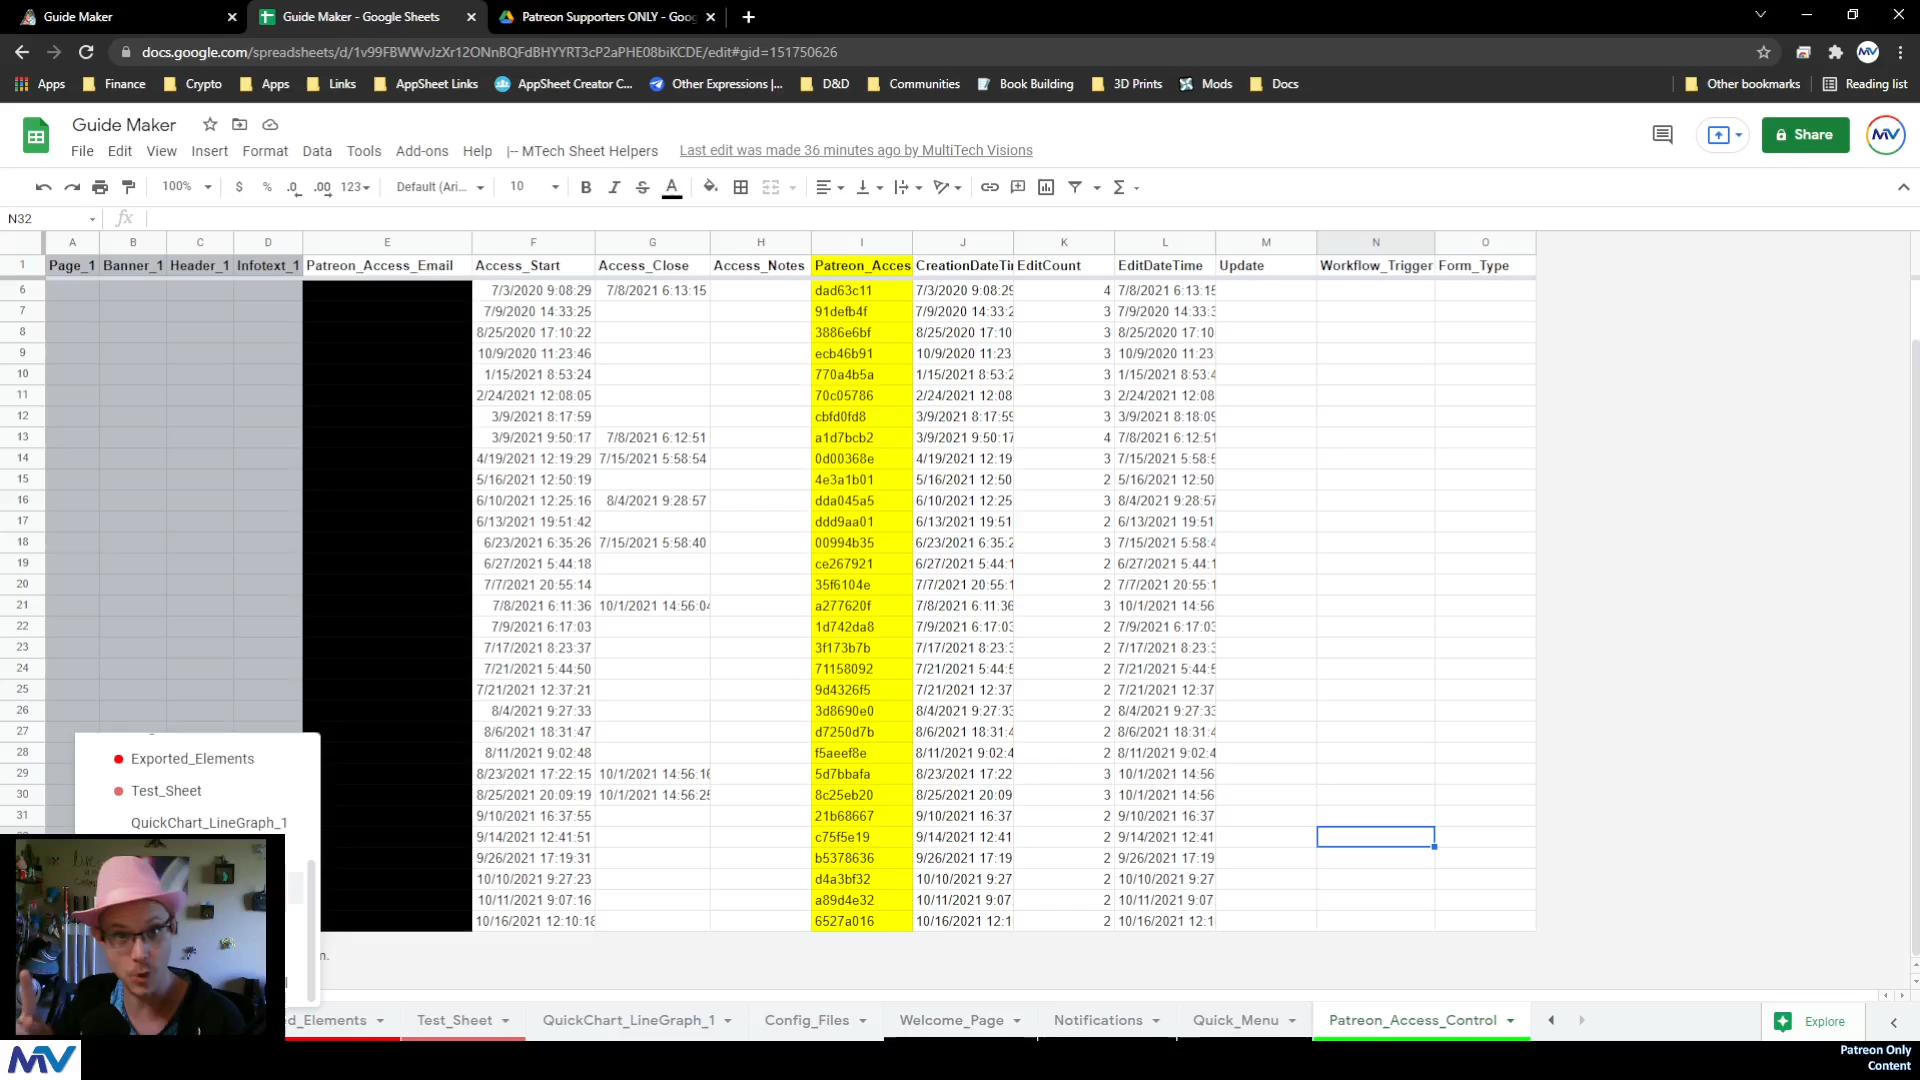 Guide Maker
Guide Maker - Google Sheets
Patreon Supporters ONLY - Goo
docs.google.com/spreadsheets/d/1v99FBWWvJzXr12ONnBQFdBHYYRT3cP2aPHE08biKCDE/edit#gid=151750626
MV
Apps Finance Crypto Apps Links AppSheet Links AppSheet Creator C... Other Expressions |... D&D Communities Book Building 3D Prints Mods Docs Other bookmarks Reading list
Guide Maker
Share
MV
File Edit View Insert Format Data Tools Add-ons Help |-- MTech Sheet Helpers Last edit was made 36 minutes ago by MultiTech Visions
100% $ % .0 .00 123 Default (Ari... 10 B I S A Σ
N32 fx
A B C D E F G H I J K L M N O
1 Page_1 Banner_1 Header_1 Infotext_1 Patreon_Access_Email Access_Start Access_Close Access_Notes Patreon_Acces CreationDateTi EditCount EditDateTime Update Workflow_Trigger Form_Type
6 7/3/2020 9:08:29 7/8/2021 6:13:15 dad63c11 7/3/2020 9:08:29 4 7/8/2021 6:13:15
7 7/9/2020 14:33:25 91defb4f 7/9/2020 14:33:2 3 7/9/2020 14:33:3
8 8/25/2020 17:10:22 3886e6bf 8/25/2020 17:10 3 8/25/2020 17:10
9 10/9/2020 11:23:46 ecb46b91 10/9/2020 11:23 3 10/9/2020 11:23
10 1/15/2021 8:53:24 770a4b5a 1/15/2021 8:53:2 3 1/15/2021 8:53:4
11 2/24/2021 12:08:05 70c05786 2/24/2021 12:08 3 2/24/2021 12:08
12 3/9/2021 8:17:59 cbfd0fd8 3/9/2021 8:17:59 3 3/9/2021 8:18:09
13 3/9/2021 9:50:17 7/8/2021 6:12:51 a1d7bcb2 3/9/2021 9:50:17 4 7/8/2021 6:12:51
14 4/19/2021 12:19:29 7/15/2021 5:58:54 0d00368e 4/19/2021 12:19 3 7/15/2021 5:58:5
15 5/16/2021 12:50:19 4e3a1b01 5/16/2021 12:50 2 5/16/2021 12:50
16 6/10/2021 12:25:16 8/4/2021 9:28:57 dda045a5 6/10/2021 12:25 3 8/4/2021 9:28:57
17 6/13/2021 19:51:42 ddd9aa01 6/13/2021 19:51 2 6/13/2021 19:51
18 6/23/2021 6:35:26 7/15/2021 5:58:40 00994b35 6/23/2021 6:35:2 3 7/15/2021 5:58:4
19 6/27/2021 5:44:18 ce267921 6/27/2021 5:44:1 2 6/27/2021 5:44:1
20 7/7/2021 20:55:14 35f6104e 7/7/2021 20:55:1 2 7/7/2021 20:55:1
21 7/8/2021 6:11:36 10/1/2021 14:56:04 a277620f 7/8/2021 6:11:36 3 10/1/2021 14:56
22 7/9/2021 6:17:03 1d742da8 7/9/2021 6:17:03 2 7/9/2021 6:17:03
23 7/17/2021 8:23:37 3f173b7b 7/17/2021 8:23:3 2 7/17/2021 8:23:3
24 7/21/2021 5:44:50 71158092 7/21/2021 5:44:5 2 7/21/2021 5:44:5
25 7/21/2021 12:37:21 9d4326f5 7/21/2021 12:37 2 7/21/2021 12:37
26 8/4/2021 9:27:33 3d8690e0 8/4/2021 9:27:33 2 8/4/2021 9:27:33
27 8/6/2021 18:31:47 d7250d7b 8/6/2021 18:31:4 2 8/6/2021 18:31:4
28 8/11/2021 9:02:48 f5aeef8e 8/11/2021 9:02:4 2 8/11/2021 9:02:4
29 8/23/2021 17:22:15 10/1/2021 14:56:16 5d7bbafa 8/23/2021 17:22 3 10/1/2021 14:56
30 8/25/2021 20:09:19 10/1/2021 14:56:25 8c25eb20 8/25/2021 20:09 3 10/1/2021 14:56
31 9/10/2021 16:37:55 21b68667 9/10/2021 16:37 2 9/10/2021 16:37
9/14/2021 12:41:51 c75f5e19 9/14/2021 12:41 2 9/14/2021 12:41
9/26/2021 17:19:31 b5378636 9/26/2021 17:19 2 9/26/2021 17:19
10/10/2021 9:27:23 d4a3bf32 10/10/2021 9:27 2 10/10/2021 9:27
10/11/2021 9:07:16 a89d4e32 10/11/2021 9:07 2 10/11/2021 9:07
10/16/2021 12:10:18 6527a016 10/16/2021 12:1 2 10/16/2021 12:1
Exported_Elements
Test_Sheet
QuickChart_LineGraph_1
m.
d_Elements Test_Sheet QuickChart_LineGraph_1 Config_Files Welcome_Page Notifications Quick_Menu Patreon_Access_Control Explore
MV
Patreon Only
Content